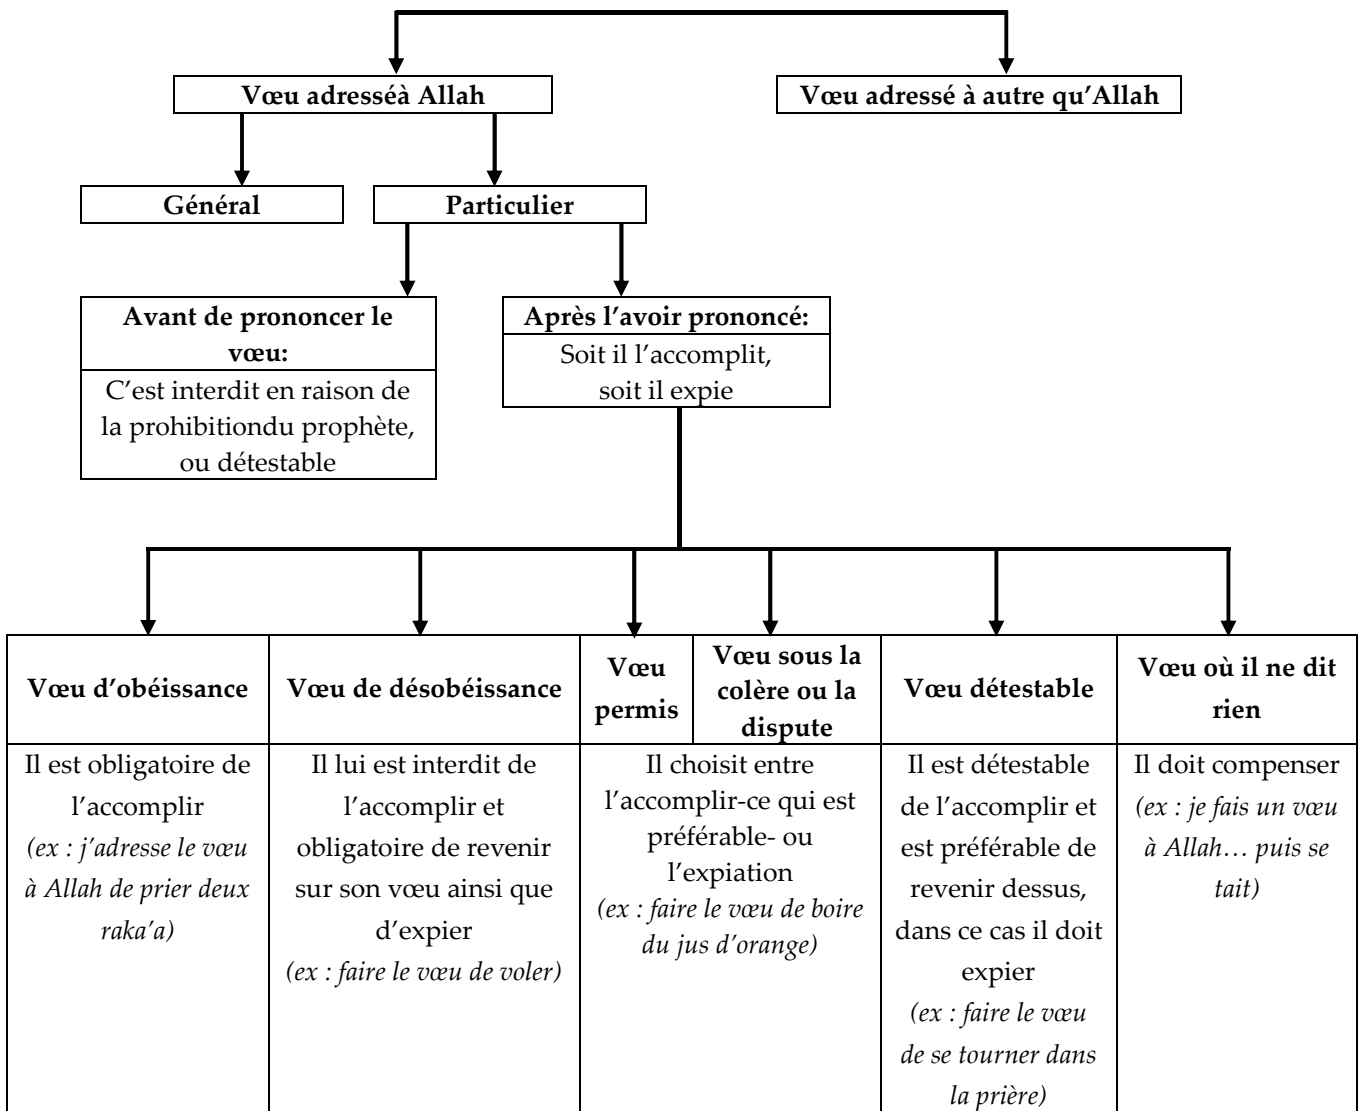 Vœu adresséà Allah
Vœu adressé à autre qu’Allah
Général
Particulier
Avant de prononcer le
vœu:
C’est interdit en raison de
la prohibitiondu prophète,
ou détestable
Après l’avoir prononcé:
Soit il l’accomplit,
soit il expie
Vœu d’obéissance
Il est obligatoire de
l’accomplir
(ex : j’adresse le vœu
à Allah de prier deux
raka’a)
Vœu de désobéissance
Il lui est interdit de
l’accomplir et
obligatoire de revenir
sur son vœu ainsi que
d’expier
(ex : faire le vœu de voler)
Vœu
permis
Vœu sous la
colère ou la
dispute
Il choisit entre
l’accomplir-ce qui est
préférable- ou
l’expiation
(ex : faire le vœu de boire
du jus d’orange)
Vœu détestable
Il est détestable
de l’accomplir et
est préférable de
revenir dessus,
dans ce cas il doit
expier
(ex : faire le vœu
de se tourner dans
la prière)
Vœu où il ne dit
rien
Il doit compenser
(ex : je fais un vœu
à Allah… puis se
tait)